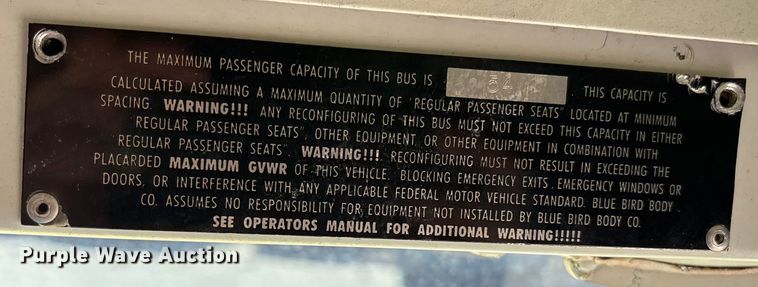 THE MAXIMUM PASSENGER CAPACITY OF THIS BUS IS . THIS CAPACITY IS
CALCULATED ASSUMING A MAXIMUM QUANTITY OF "REGULAR PASSENGER SEATS" LOCATED AT MINIMUM
SPACING. WARNING!!! ANY RECONFIGURING OF THIS BUS MUST NOT EXCEED THIS CAPACITY IN EITHER
"REGULAR PASSENGER SEATS", OTHER EQUIPMENT, OR OTHER EQUIPMENT IN COMBINATION WITH
"REGULAR PASSENGER SEATS". WARNING!!! RECONFIGURING MUST NOT RESULT IN EXCEEDING THE
PLACARDED MAXIMUM GVWR OF THIS VEHICLE. BLOCKING EMERGENCY EXITS, EMERGENCY WINDOWS OR
DOORS, OR INTERFERENCE WITH ANY APPLICABLE FEDERAL MOTOR VEHICLE STANDARD. BLUE BIRD BODY
CO. ASSUMES NO RESPONSIBILITY FOR EQUIPMENT NOT INSTALLED BY BLUE BIRD BODY CO.
SEE OPERATORS MANUAL FOR ADDITIONAL WARNING!!!!!
Purple Wave Auction